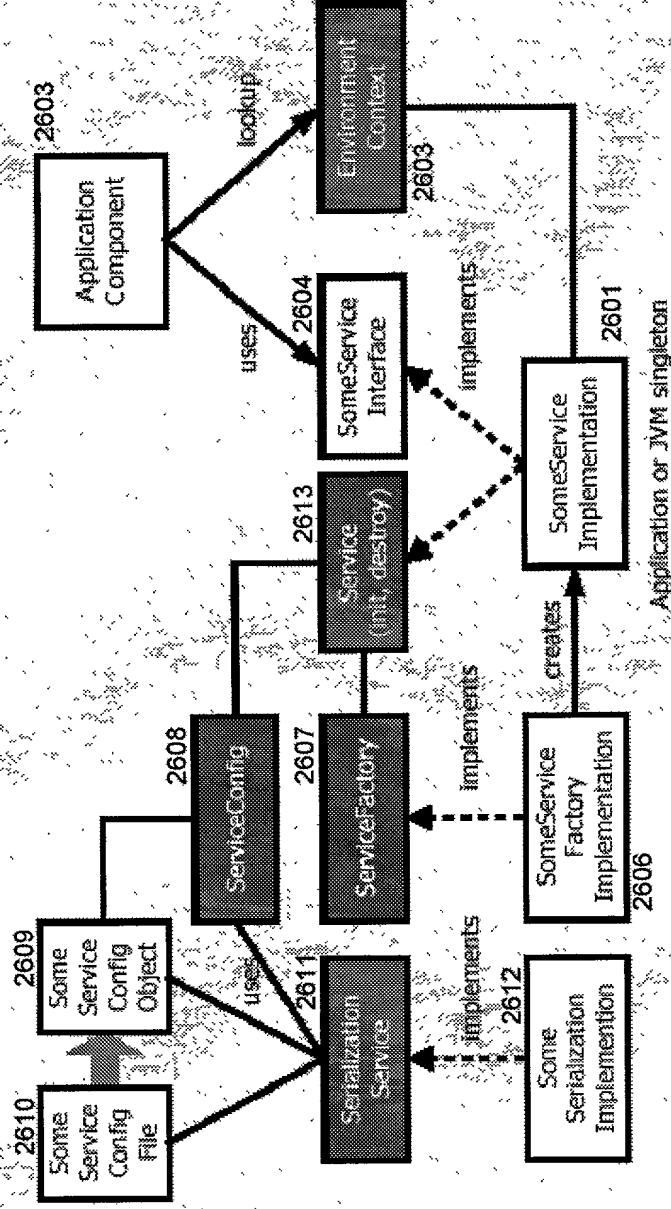 2610
Some
Service
Config
File
2609
Some
Service
Config
Object
2608
ServiceConfig
2603
Application
Component
uses
uses
lookup
2611
Serialization
Service
2607
ServiceFactory
2613
Service
(init, destroy)
2604
SomeService
Interface
Environment
Context
2603
implements
implements
implements
2612
Some
Serialization
Implemention
SomeService
Factory
Implementation
2606
creates
SomeService
Implementation
2601
Application or JVM singleton